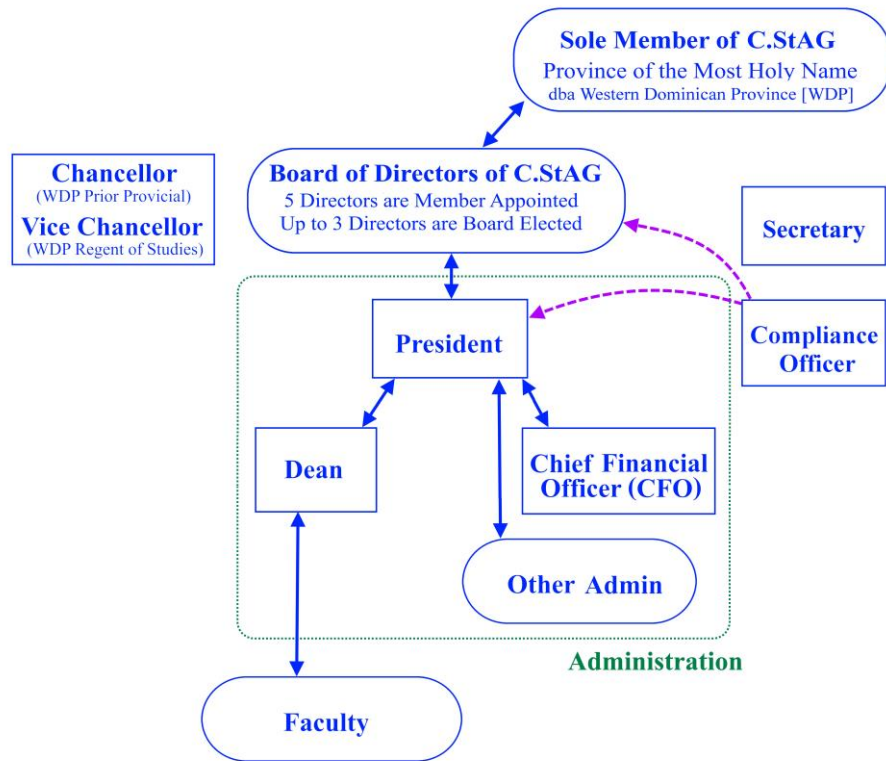 Sole Member of C.StAG
Province of the Most Holy Name
dba Western Dominican Province [WDP]
Chancellor
(WDP Prior Provicial)
Vice Chancellor
(WDP Regent of Studies)
Board of Directors of C.StAG
5 Directors are Member Appointed
Up to 3 Directors are Board Elected
Secretary
President
Compliance
Officer
Dean
Chief Financial
Officer (CFO)
Other Admin
Administration
Faculty